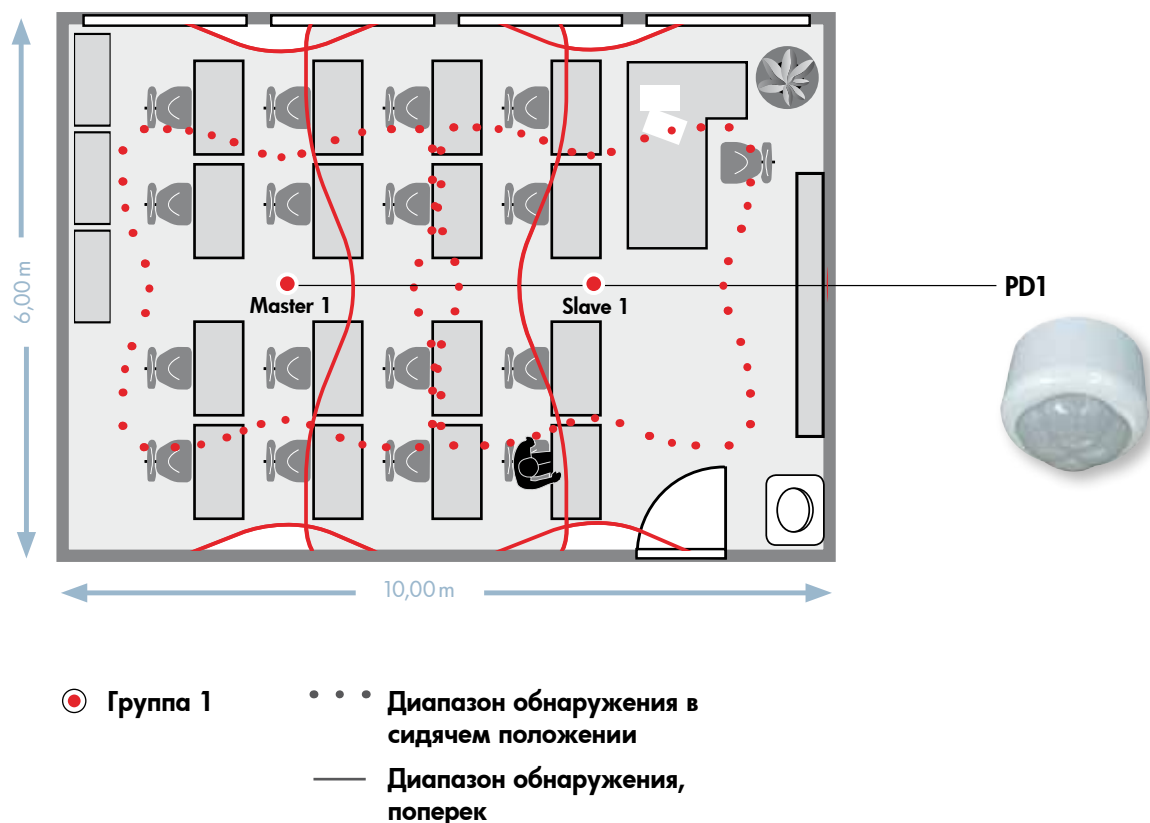 6,00 m
Master 1
Slave 1
PD1
10,00 m
Группа 1
Диапазон обнаружения в
сидячем положении
Диапазон обнаружения,
поперек